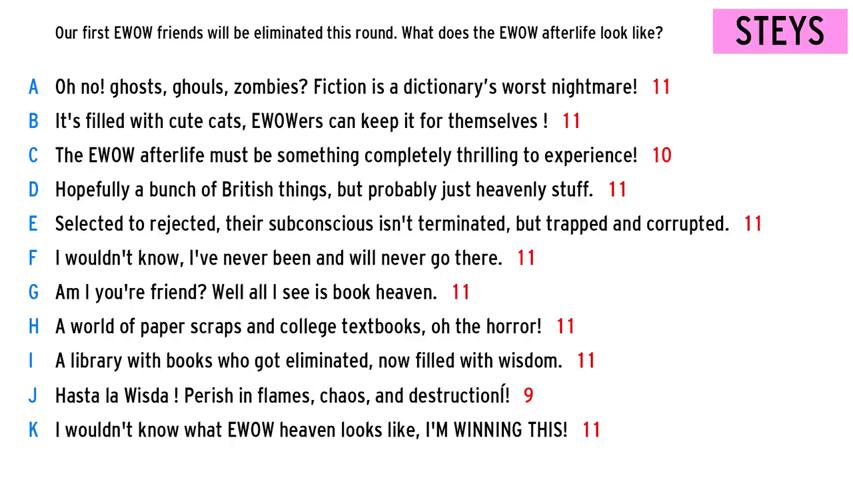 Our first EWOW friends will be eliminated this round. What does the EWOW afterlife look like?
STEYS
A Oh no! ghosts, ghouls, zombies? Fiction is a dictionary's worst nightmare! 11
B It's filled with cute cats, EWOWers can keep it for themselves ! 11
C The EWOW afterlife must be something completely thrilling to experience! 10
D Hopefully a bunch of British things, but probably just heavenly stuff. 11
E Selected to rejected, their subconscious isn't terminated, but trapped and corrupted. 11
F I wouldn't know, I've never been and will never go there. 11
G Am I you're friend? Well all I see is book heaven. 11
H A world of paper scraps and college textbooks, oh the horror! 11
I A library with books who got eliminated, now filled with wisdom. 11
J Hasta la Wisda ! Perish in flames, chaos, and destructionÍ! 9
K I wouldn't know what EWOW heaven looks like, I'M WINNING THIS! 11